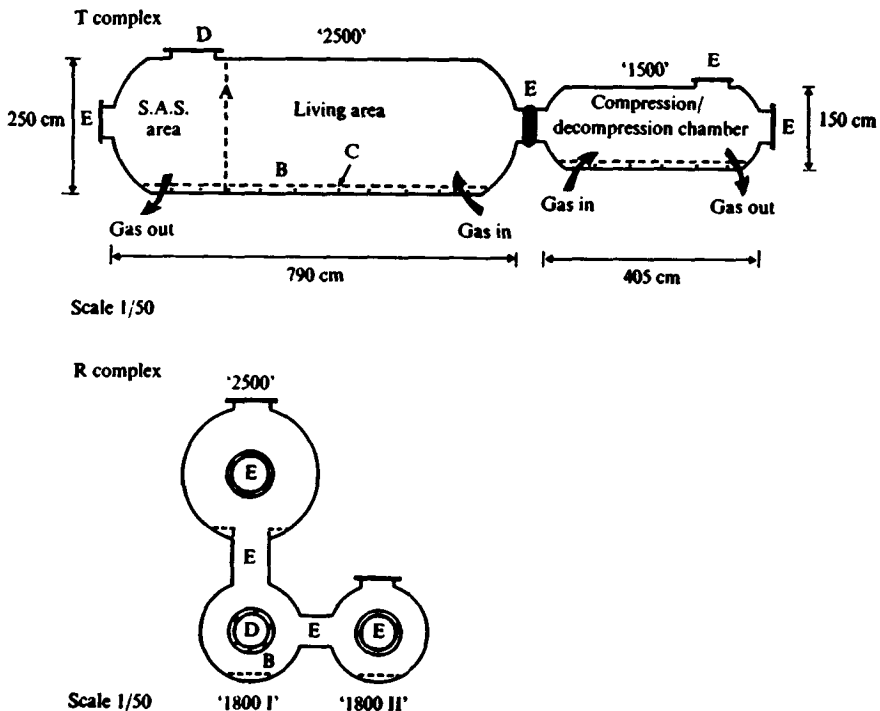 T complex
D
'2500'
E
'1500'
E
A
250 cm
E
S.A.S.
area
Living area
Compression/
decompression chamber
E
150 cm
B
C
Gas out
Gas in
Gas in
Gas out
790 cm
405 cm
Scale 1/50
R complex
'2500'
E
E
D
E
E
B
Scale 1/50
'1800 I'
'1800 II'